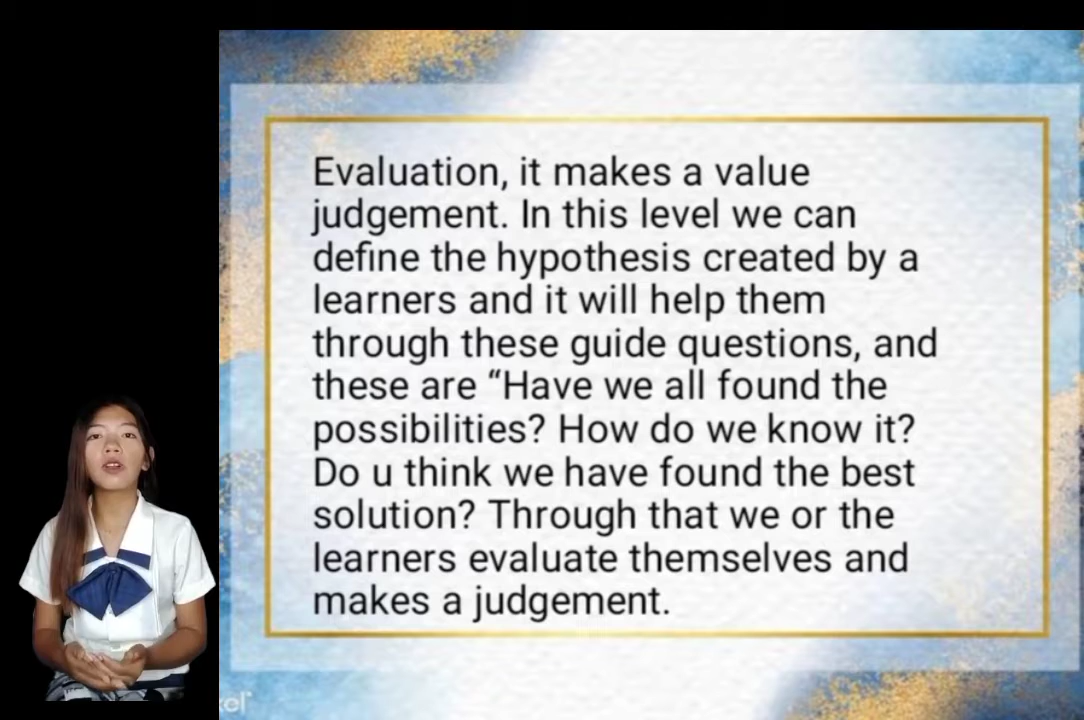 Evaluation, it makes a value
judgement. In this level we can
define the hypothesis created by a
learners and it will help them
through these guide questions, and
these are “Have we all found the
possibilities? How do we know it?
Do u think we have found the best
solution? Through that we or the
learners evaluate themselves and
makes a judgement.